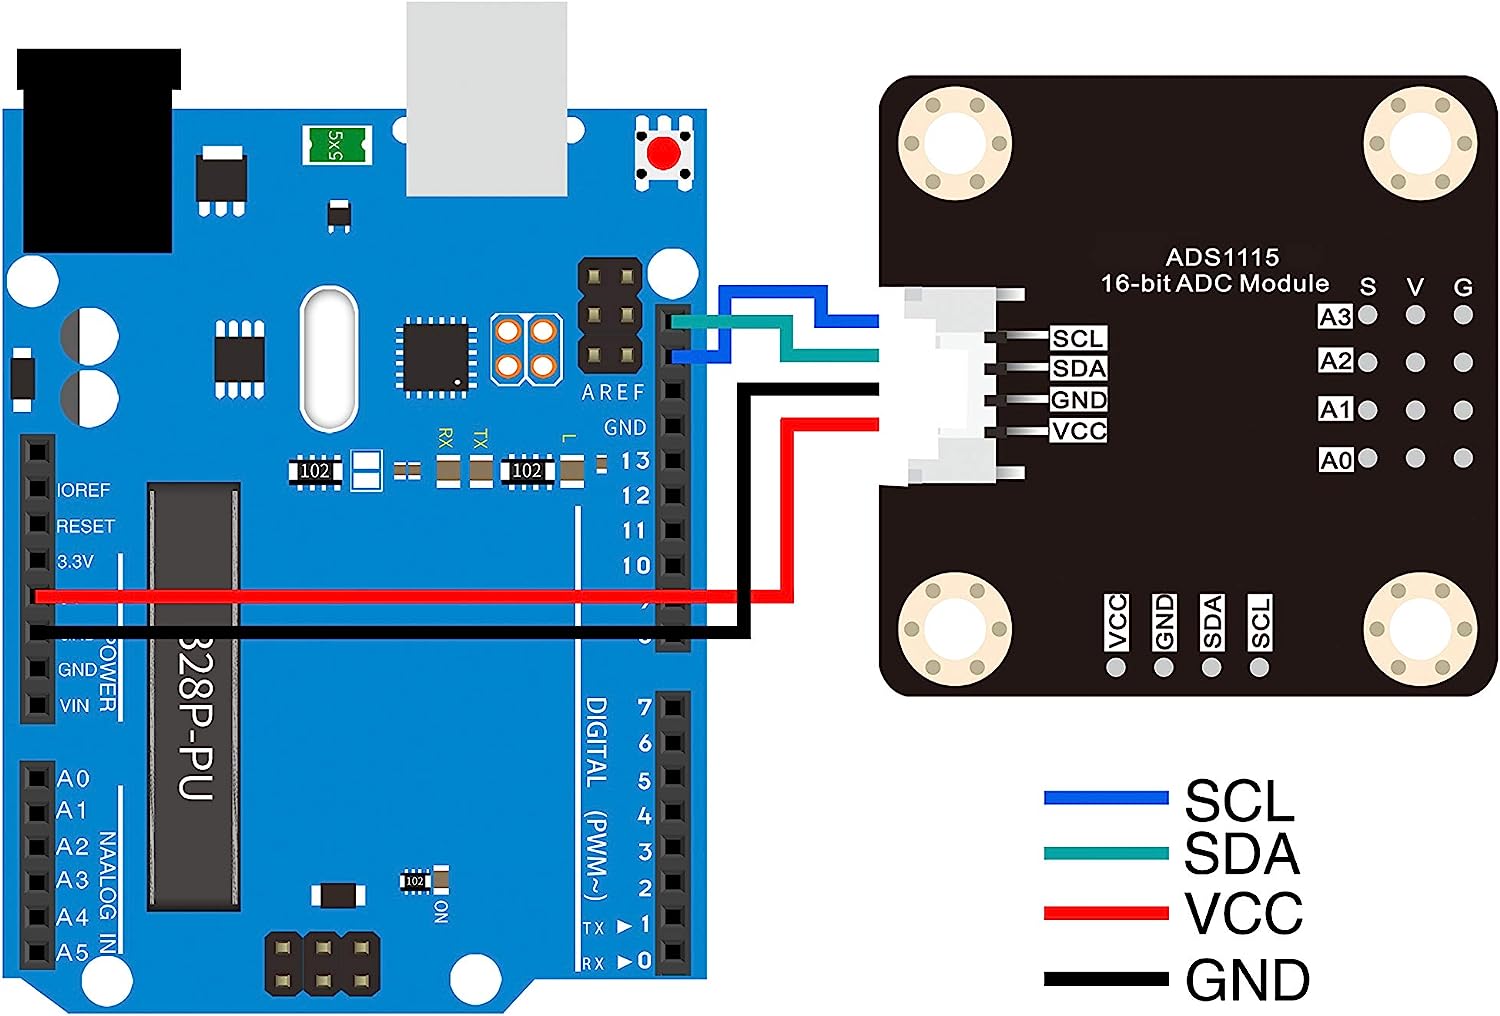 5x5
ADS1115
16-bit ADC Module
S V G
A3
A2
A1
A0
SCL
SDA
GND
VCC
VCC
GND
SDA
SCL
AREF
GND
13
12
11
10
7
6
5
4
3
2
TX ▶1
RX ▶0
DIGITAL (PWM~)
RX
TX
L
102
102
IOREF
RESET
3.3V
GND
VIN
POWER
328P-PU
A0
A1
A2
A3
A4
A5
NAALOG IN
102
ON
SCL
SDA
VCC
GND